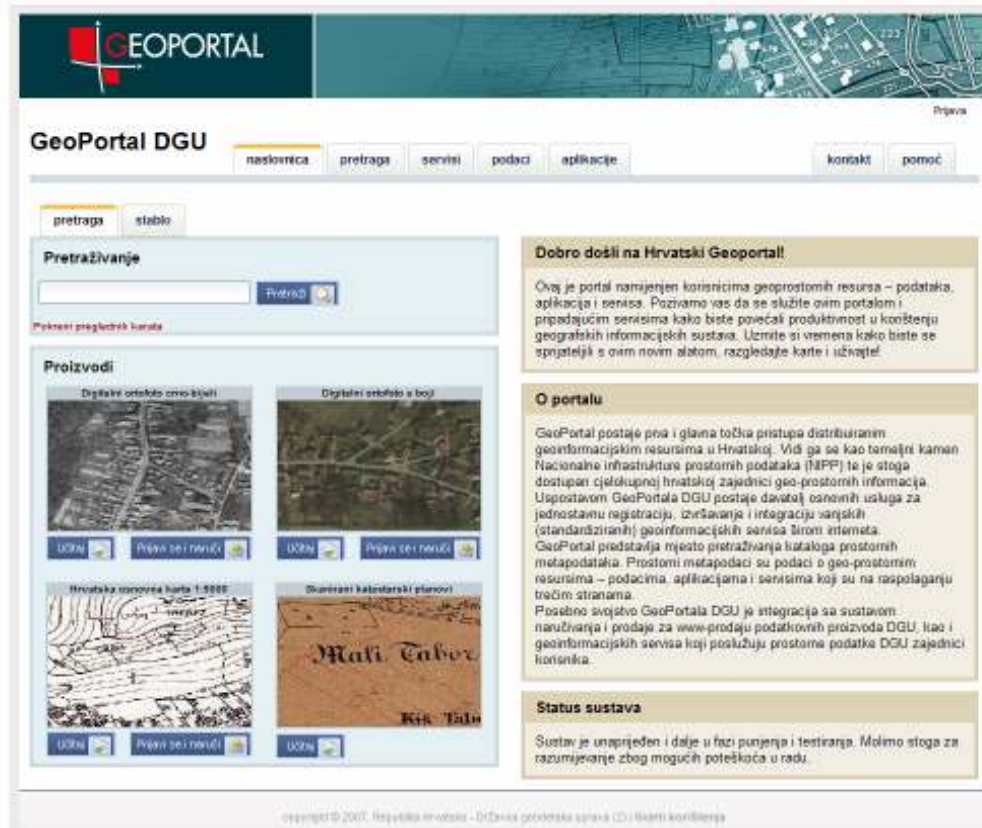 GEOPORTAL
223
Prijava
GeoPortal DGU
naslovnica
pretraga
servisi
podaci
aplikacije
kontakt
pomoć
pretraga
stablo
Pretraživanje
Pretraži
Pokreni preglednik karata
Proizvodi
Digitalni ortofoto crno-bijeli
Digitalni ortofoto u boji
Učitaj
Prijavi se i naruči
Učitaj
Prijavi se i naruči
Hrvatska osnovna karta 1:5000
Skanirani katastarski planovi
Mali Tabor
Učitaj
Prijavi se i naruči
Učitaj
Dobro došli na Hrvatski Geoportal!
Ovaj je portal namijenjen korisnicima geoprostornih resursa – podataka,
aplikacija i servisa. Pozivamo vas da se služite ovim portalom i
pripadajućim servisima kako biste povećali produktivnost u korištenju
geografskih informacijskih sustava. Uzmite si vremena kako biste se
sprijateljili s ovim novim alatom, razgledajte karte i uživajte!
O portalu
GeoPortal postaje prva i glavna točka pristupa distribuiranim
geoinformacijskim resursima u Hrvatskoj. Vidi ga se kao temeljni kamen
Nacionalne infrastrukture prostornih podataka (NIPP) te je stoga
dostupan cjelokupnoj hrvatskoj zajednici geo-prostornih informacija.
Uspostavom GeoPortala DGU postaje davatelj osnovnih usluga za
jednostavnu registraciju, izvršavanje i integraciju vanjskih
(standardiziranih) geoinformacijskih servisa širom interneta.
GeoPortal predstavlja mjesto pretraživanja kataloga prostornih
metapodataka. Prostorni metapodaci su podaci o geo-prostornim
resursima – podacima, aplikacijama i servisima koji su na raspolaganju
trećim stranama.
Posebno svojstvo GeoPortala DGU je integracija sa sustavom
naručivanja i prodaje za www-prodaju podatkovnih proizvoda DGU, kao i
geoinformacijskih servisa koji poslužuju prostorne podatke DGU zajednici
korisnika.
Status sustava
Sustav je unaprijeđen i dalje u fazi punjenja i testiranja. Molimo stoga za
razumijevanje zbog mogućih poteškoća u radu.
copyright © 2007, Republika Hrvatska - Državna geodetska uprava Uvjeti korištenja